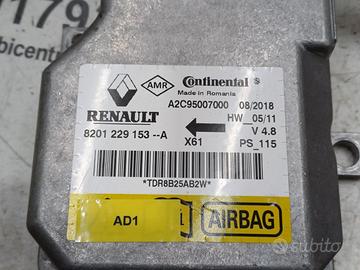 179
AMR
Continental
Made in Romania
A2C95007000 08/2018
RENAULT
HW_05/11
8201 229 153 --A
V 4.8
X61
PS_115
*TDR8B25AB2W*
AD1
AIRBAG
subito